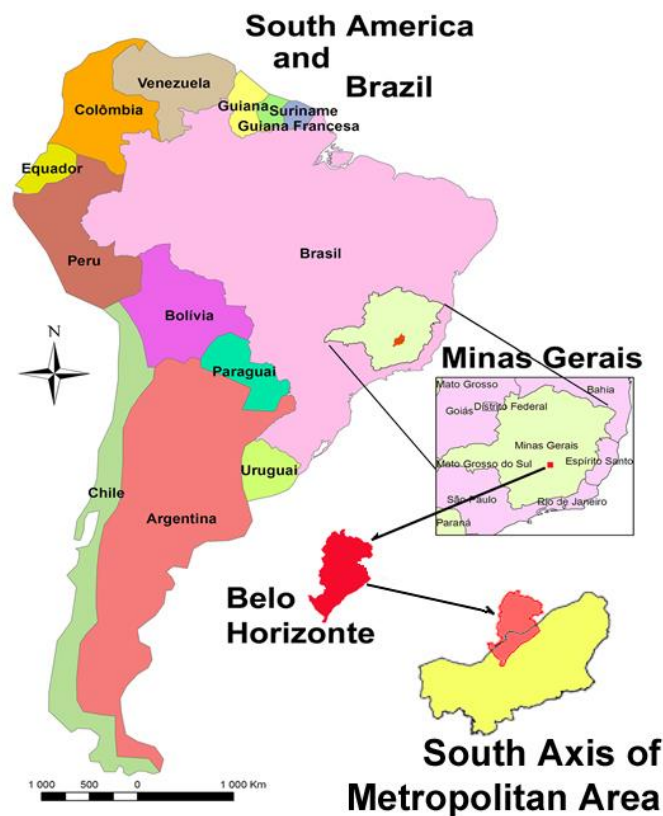 South America
and
Brazil
Venezuela
Colômbia
Guiana
Suriname
Guiana Francesa
Equador
Peru
Brasil
Bolívia
Paraguai
Uruguai
Chile
Argentina
N
Minas Gerais
Mato Grosso
Bahia
Goiás
Distrito Federal
Minas Gerais
Mato Grosso do Sul
Espírito Santo
São Paulo
Rio de Janeiro
Paraná
Belo
Horizonte
South Axis of
Metropolitan Area
1 000 500 0 1 000 Km